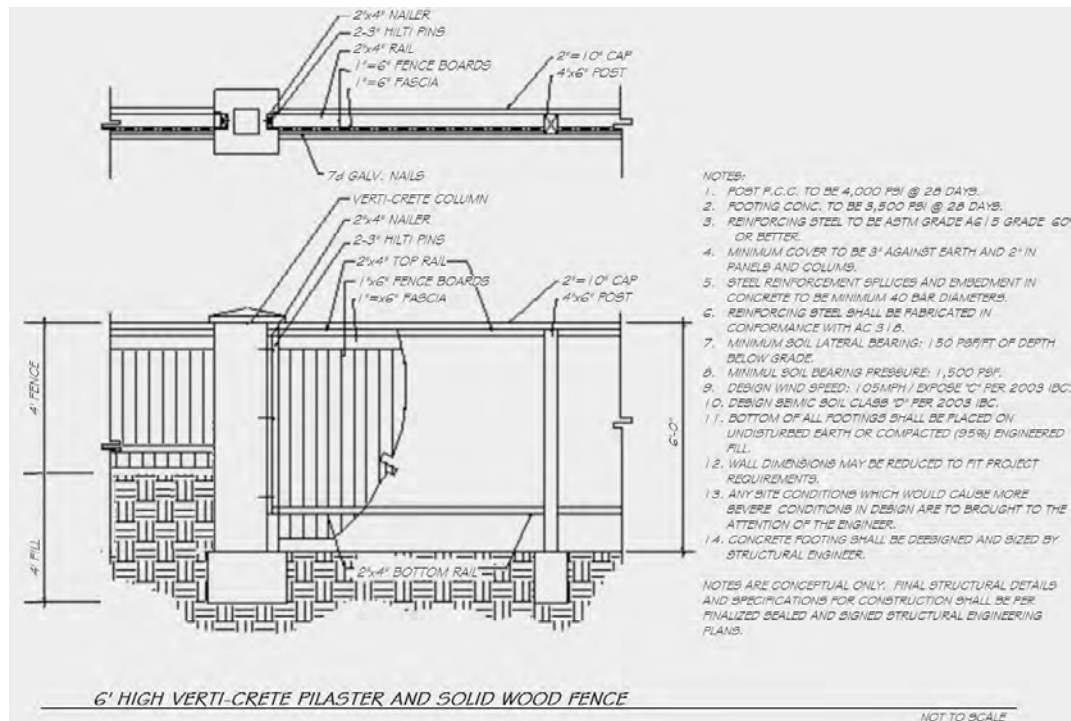 2"x4" NAILER
2-3" HILTI PINS
2"x4" RAIL
1"=6" FENCE BOARDS
1"=6" FASCIA
2"=10" CAP
4"x6" POST
7d GALV. NAILS
VERTI-CRETE COLUMN
2"x4" NAILER
2-3" HILTI PINS
2"x4" TOP RAIL
1"x6" FENCE BOARDS
1"=x6" FASCIA
2"=10" CAP
4"x6" POST
4' FENCE
4' FILL
6'-0"
2"x4" BOTTOM RAIL
NOTES:
1. POST P.C.C. TO BE 4,000 PSI @ 28 DAYS.
2. FOOTING CONC. TO BE 3,500 PSI @ 28 DAYS.
3. REINFORCING STEEL TO BE ASTM GRADE A615 GRADE 60"
OR BETTER.
4. MINIMUM COVER TO BE 3" AGAINST EARTH AND 2" IN
PANELS AND COLUMS.
5. STEEL REINFORCEMENT SPLLICES AND EMBEDMENT IN
CONCRETE TO BE MINIMUM 40 BAR DIAMETERS.
6. REINFORCING STEEL SHALL BE FABRICATED IN
CONFORMANCE WITH AC 318.
7. MINIMUM SOIL LATERAL BEARING: 150 PSF/FT OF DEPTH
BELOW GRADE.
8. MINIMUL SOIL BEARING PRESSURE: 1,500 PSF.
9. DESIGN WIND SPEED: 105MPH / EXPOSE "C" PER 2003 IBC.
10. DESIGN SEIMIC SOIL CLASS "D" PER 2003 IBC.
11. BOTTOM OF ALL FOOTINGS SHALL BE PLACED ON
UNDISTURBED EARTH OR COMPACTED (95%) ENGINEERED
FILL.
12. WALL DIMENSIONS MAY BE REDUCED TO FIT PROJECT
REQUIREMENTS.
13. ANY SITE CONDITIONS WHICH WOULD CAUSE MORE
SEVERE CONDITIONS IN DESIGN ARE TO BROUGHT TO THE
ATTENTION OF THE ENGINEER.
14. CONCRETE FOOTING SHALL BE DEESIGNED AND SIZED BY
STRUCTURAL ENGINEER.
NOTES ARE CONCEPTUAL ONLY. FINAL STRUCTURAL DETAILS
AND SPECIFICATIONS FOR CONSTRUCTION SHALL BE PER
FINALIZED SEALED AND SIGNED STRUCTURAL ENGINEERING
PLANS.
6' HIGH VERTI-CRETE PILASTER AND SOLID WOOD FENCE
NOT TO SCALE